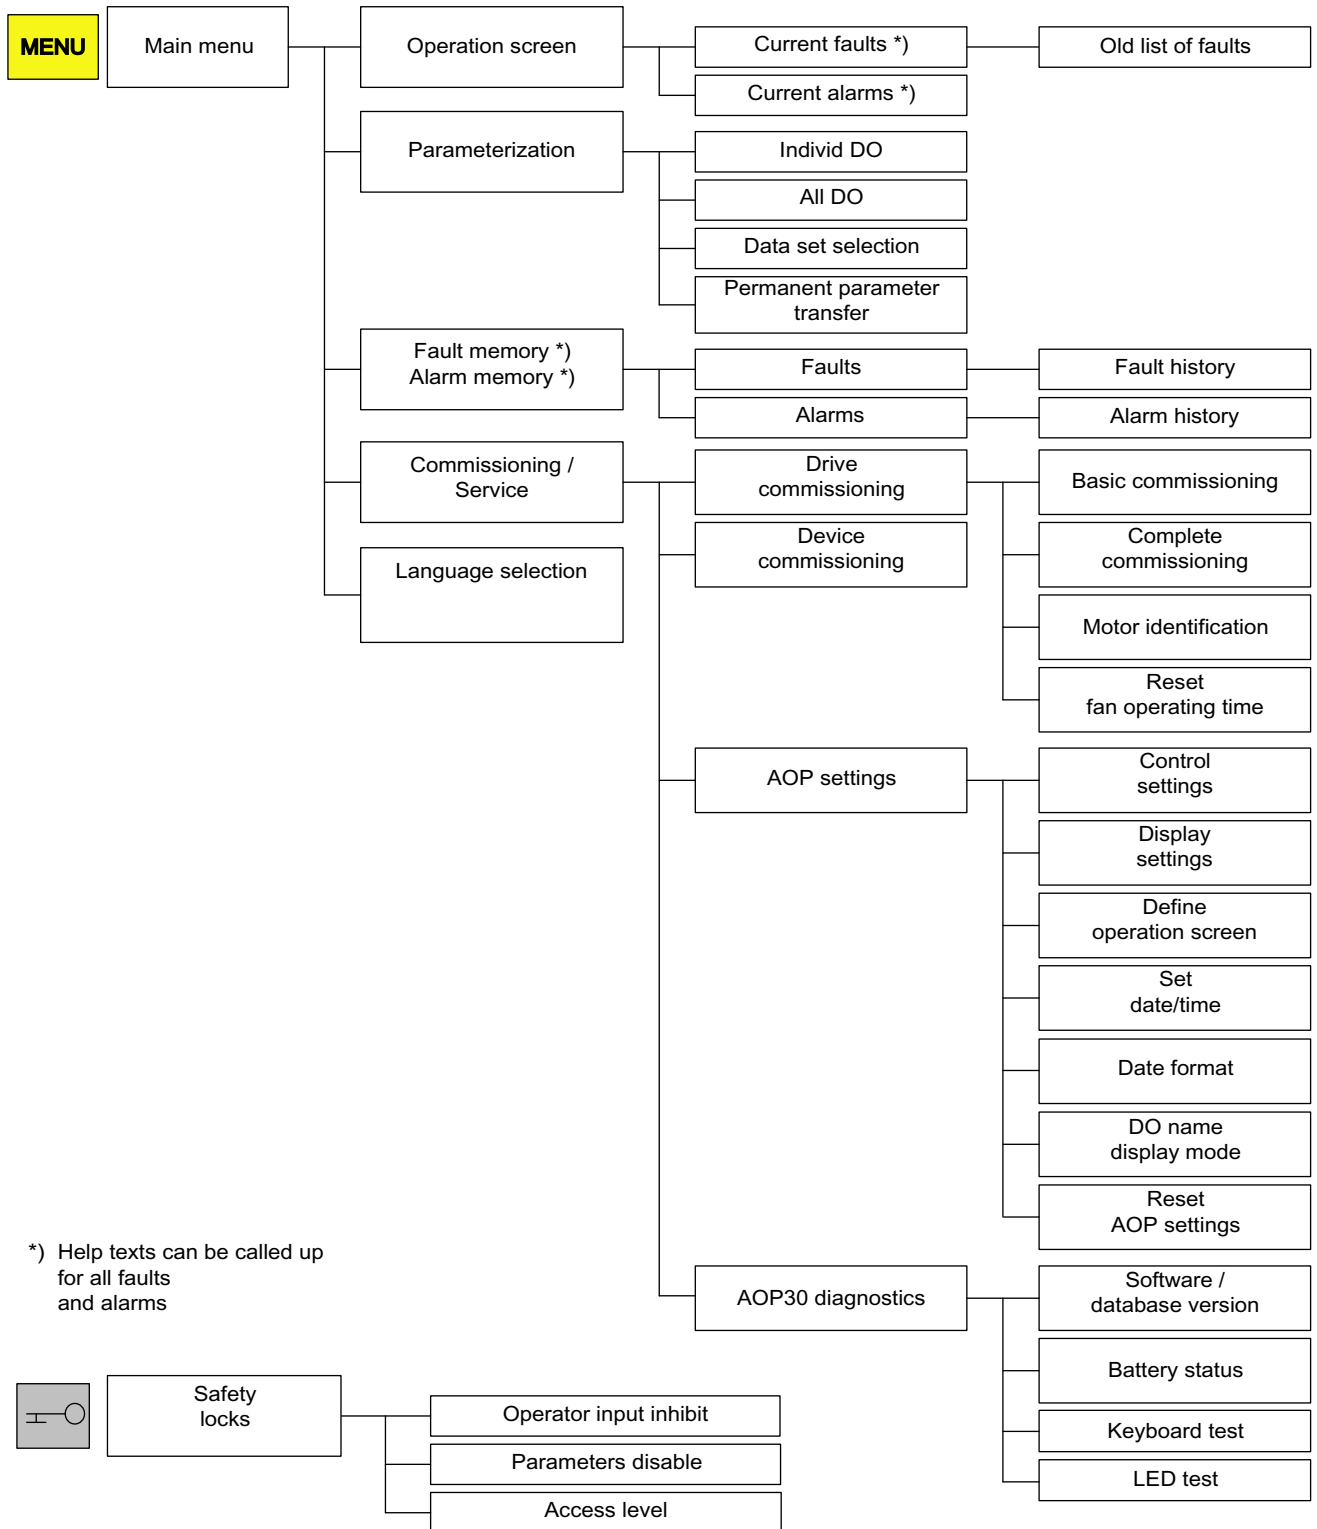 MENU
Main menu
Operation screen
Current faults *)
Old list of faults
Current alarms *)
Parameterization
Individ DO
All DO
Data set selection
Permanent parameter
transfer
Fault memory *)
Alarm memory *)
Faults
Fault history
Alarms
Alarm history
Commissioning /
Service
Drive
commissioning
Basic commissioning
Device
commissioning
Complete
commissioning
Language selection
Motor identification
Reset
fan operating time
AOP settings
Control
settings
Display
settings
Define
operation screen
Set
date/time
Date format
DO name
display mode
Reset
AOP settings
*) Help texts can be called up
for all faults
and alarms
AOP30 diagnostics
Software /
database version
Battery status
Keyboard test
LED test
Safety
locks
Operator input inhibit
Parameters disable
Access level